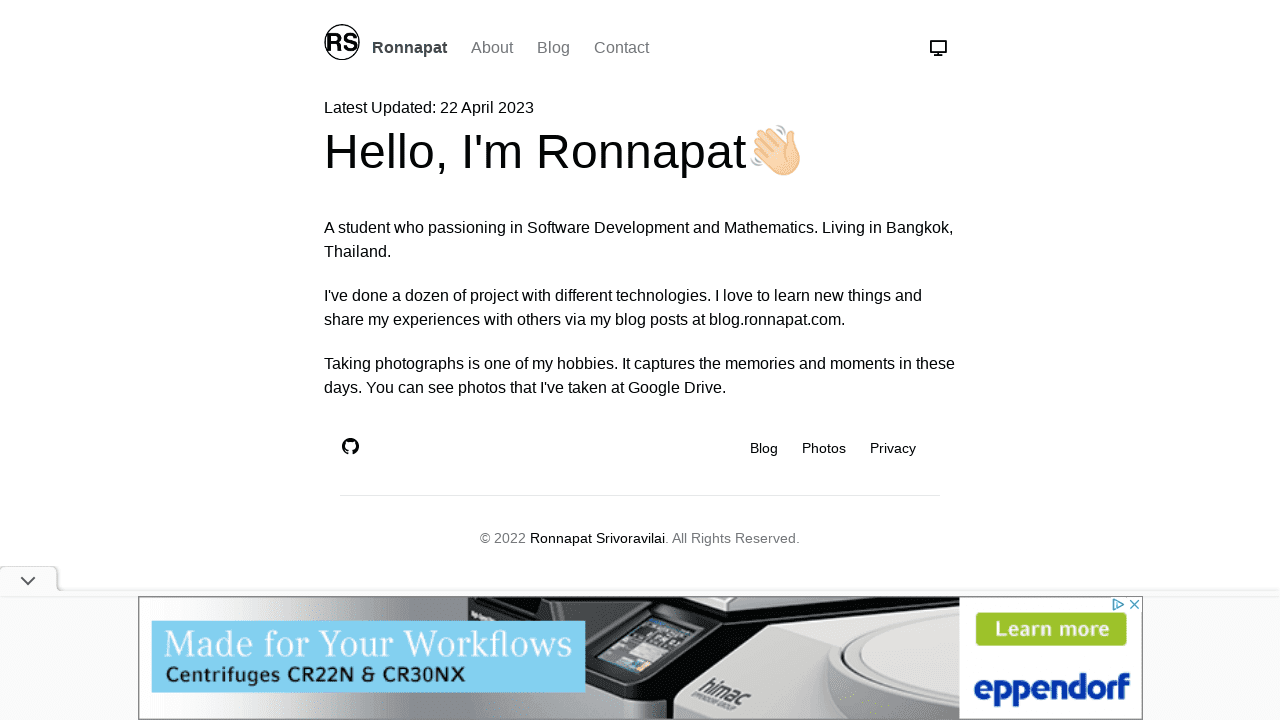 RS
Ronnapat About Blog Contact
Latest Updated: 22 April 2023
Hello, I'm Ronnapat👋🏻
A student who passioning in Software Development and Mathematics. Living in Bangkok,
Thailand.
I've done a dozen of project with different technologies. I love to learn new things and
share my experiences with others via my blog posts at blog.ronnapat.com.
Taking photographs is one of my hobbies. It captures the memories and moments in these
days. You can see photos that I've taken at Google Drive.
Blog Photos Privacy
© 2022 Ronnapat Srivoravilai. All Rights Reserved.
Made for Your Workflows
Centrifuges CR22N & CR30NX
himac
Learn more
eppendorf